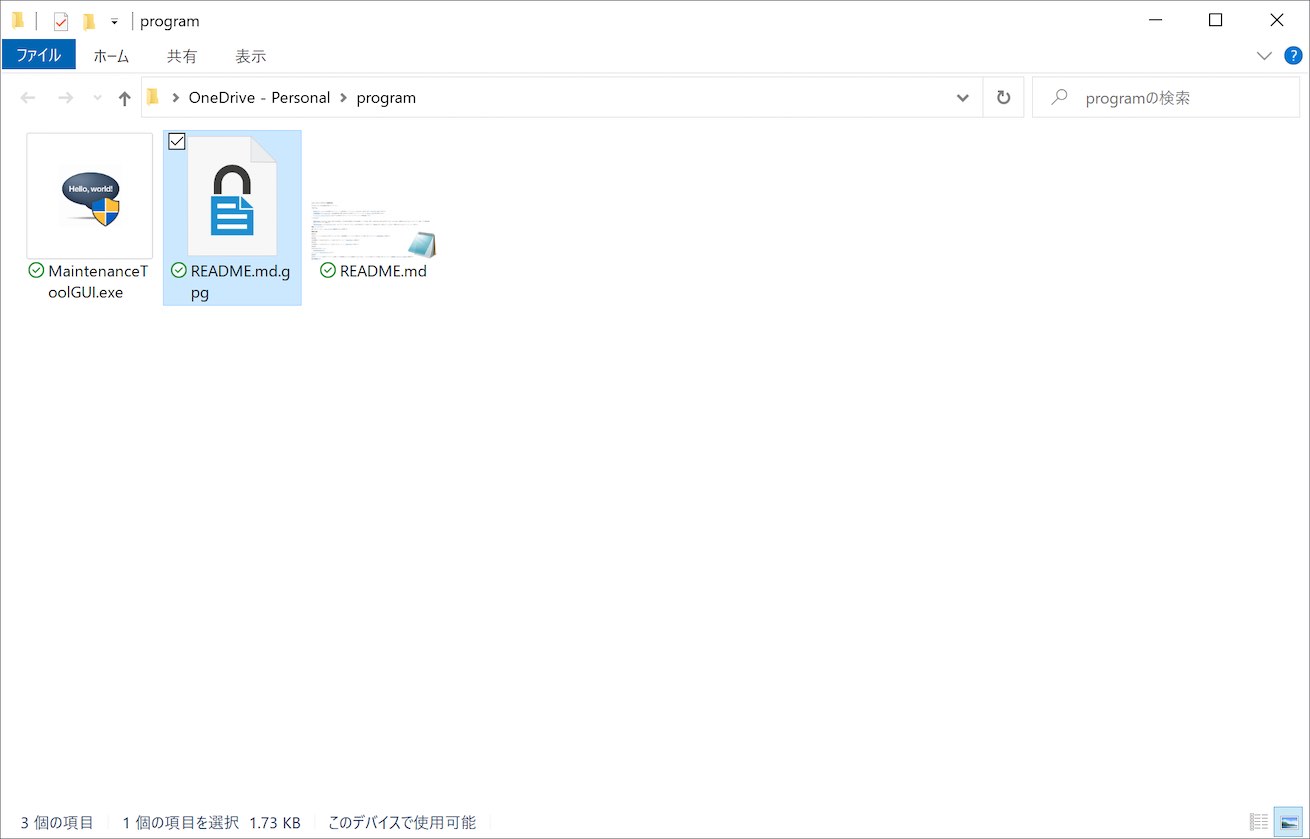 program
ファイル ホーム 共有 表示
OneDrive - Personal program
programの検索
Hello, world!
MaintenanceT
oolGUI.exe
README.md.g
pg
README.md
3 個の項目 1 個の項目を選択 1.73 KB このデバイスで使用可能